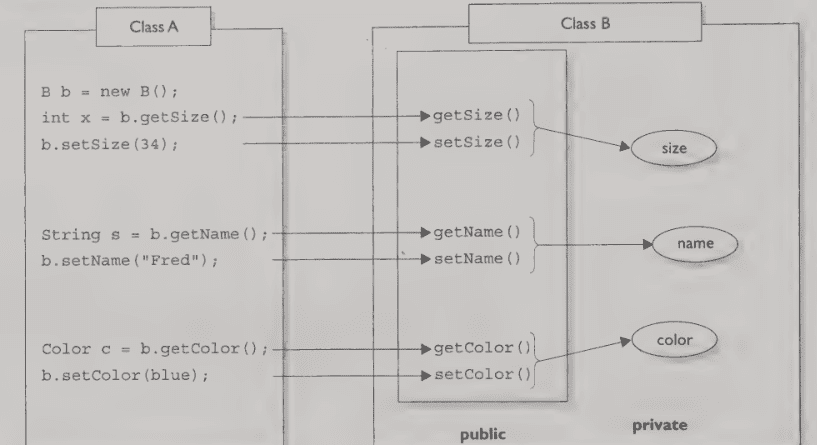 Class A
B b = new B();
int x = b.getSize();
b.setSize(34);
String s = b.getName();
b.setName("Fred");
Color c = b.getColor();
b.setColor(blue);
Class B
getSize()
setSize()
getName()
setName()
getColor()
setColor()
public
size
name
color
private